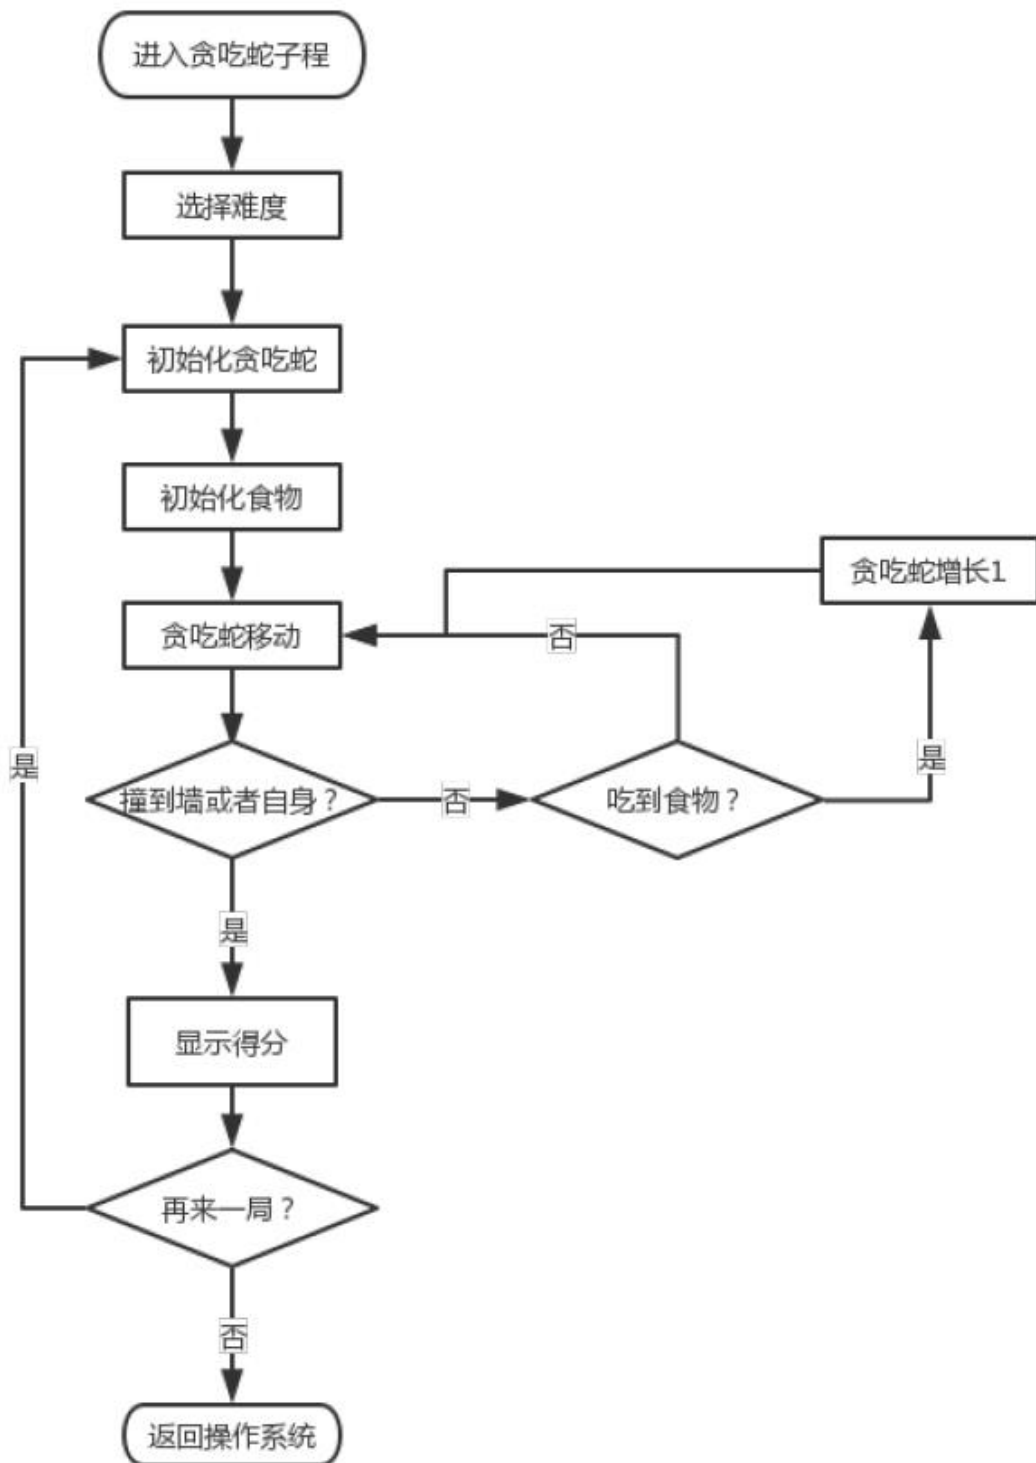 进入贪吃蛇子程
选择难度
初始化贪吃蛇
初始化食物
贪吃蛇增长1
贪吃蛇移动
否
是
是
撞到墙或者自身？
否
吃到食物？
是
显示得分
再来一局？
否
返回操作系统